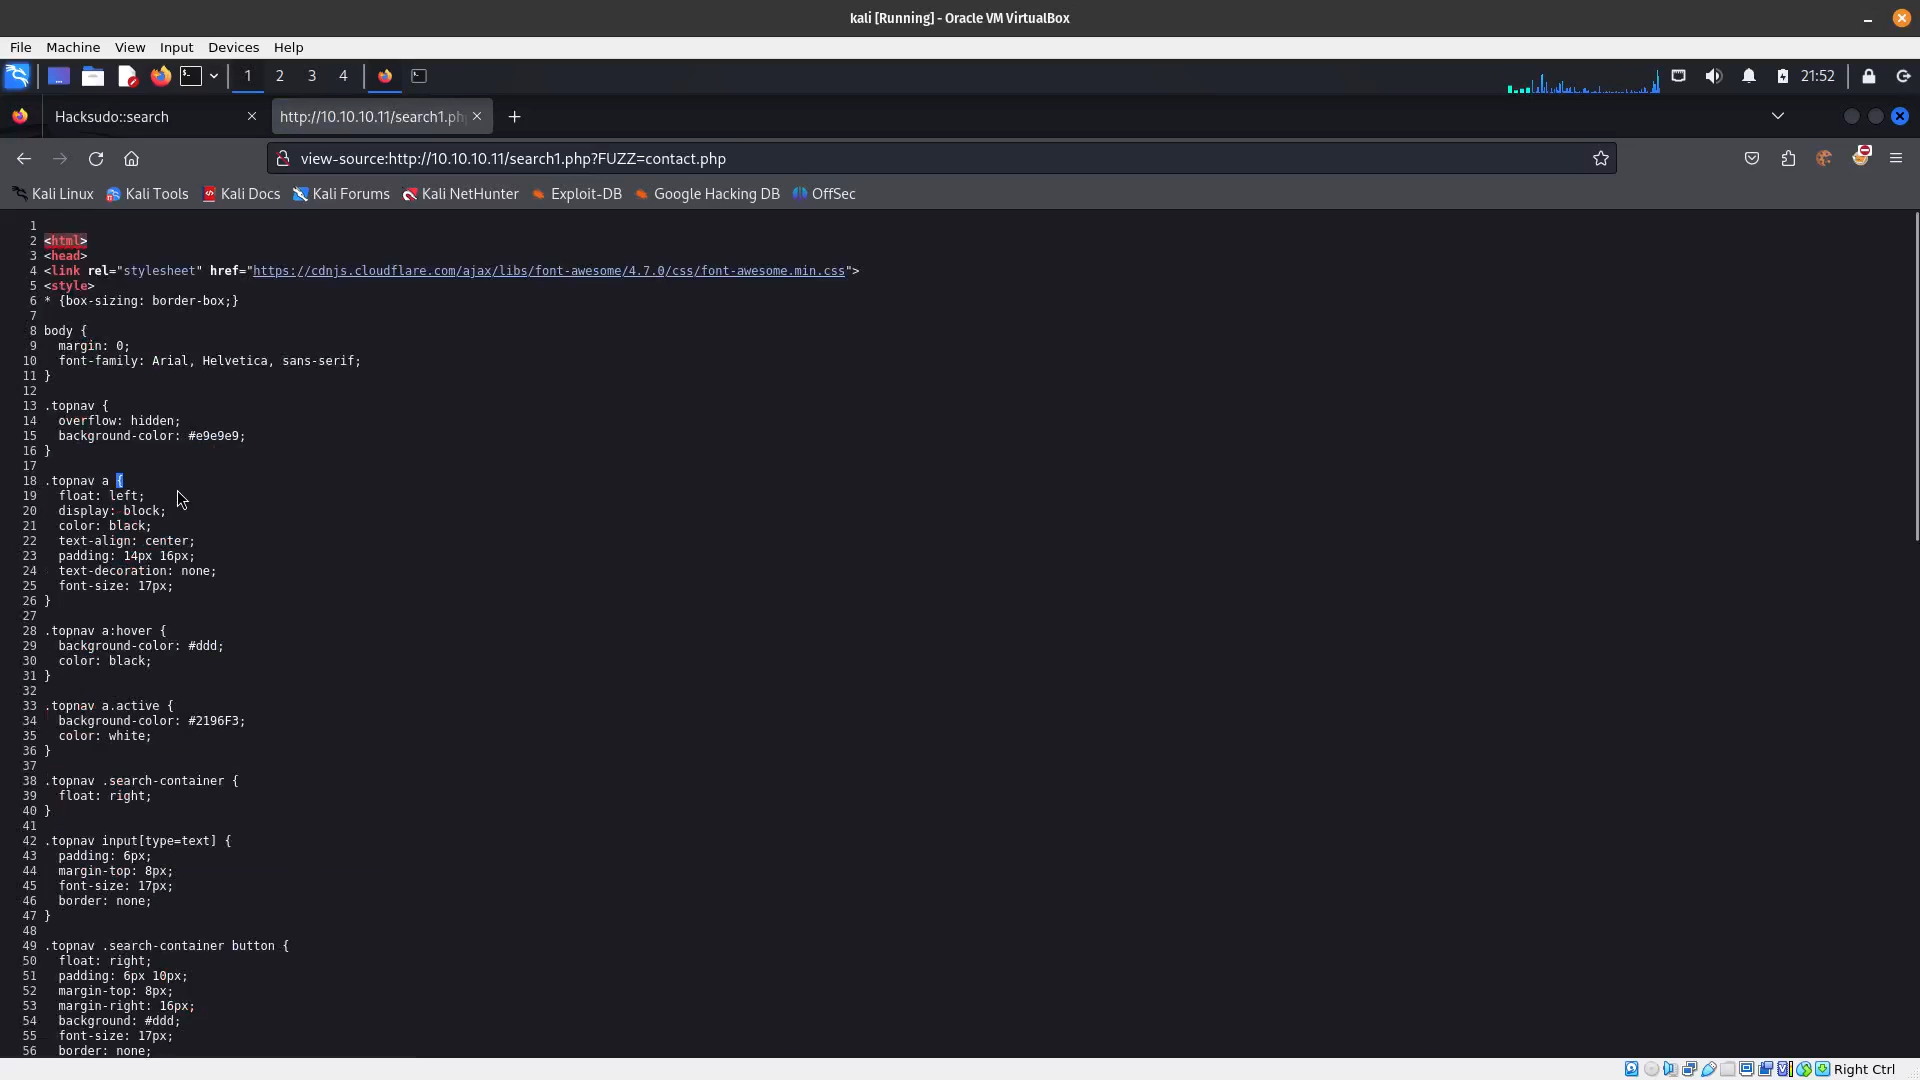 kali [Running] - Oracle VM VirtualBox
File Machine View Input Devices Help
1 2 3 4 21:52
Hacksudo::search http://10.10.10.11/search1.ph
view-source:http://10.10.10.11/search1.php?FUZZ=contact.php
Kali Linux Kali Tools Kali Docs Kali Forums Kali NetHunter Exploit-DB Google Hacking DB OffSec
1
2 <html>
3 <head>
4 <link rel="stylesheet" href="https://cdnjs.cloudflare.com/ajax/libs/font-awesome/4.7.0/css/font-awesome.min.css">
5 <style>
6 * {box-sizing: border-box;}
7
8 body {
9 margin: 0;
10 font-family: Arial, Helvetica, sans-serif;
11 }
12
13 .topnav {
14 overflow: hidden;
15 background-color: #e9e9e9;
16 }
17
18 .topnav a {
19 float: left;
20 display: block;
21 color: black;
22 text-align: center;
23 padding: 14px 16px;
24 text-decoration: none;
25 font-size: 17px;
26 }
27
28 .topnav a:hover {
29 background-color: #ddd;
30 color: black;
31 }
32
33 .topnav a.active {
34 background-color: #2196F3;
35 color: white;
36 }
37
38 .topnav .search-container {
39 float: right;
40 }
41
42 .topnav input[type=text] {
43 padding: 6px;
44 margin-top: 8px;
45 font-size: 17px;
46 border: none;
47 }
48
49 .topnav .search-container button {
50 float: right;
51 padding: 6px 10px;
52 margin-top: 8px;
53 margin-right: 16px;
54 background: #ddd;
55 font-size: 17px;
56 border: none;
Right Ctrl